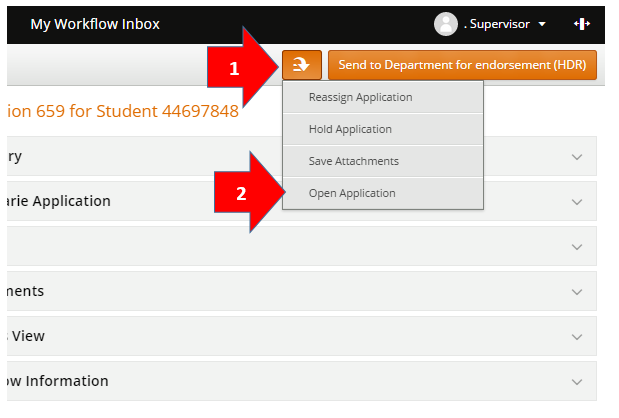 My Workflow Inbox
. Supervisor
1
Send to Department for endorsement (HDR)
Reassign Application
ion 659 for Student 44697848
Hold Application
ry
Save Attachments
2
Open Application
arie Application
ments
s View
ow Information